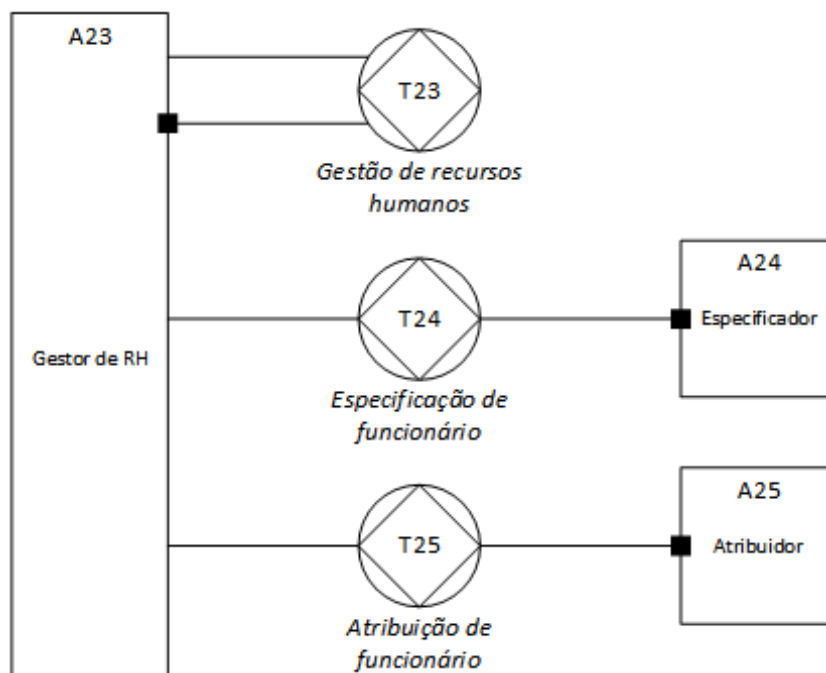 A23
T23
Gestão de recursos
humanos
A24
T24
Especificador
Gestor de RH
Especificação de
funcionário
A25
T25
Atribuidor
Atribuição de
funcionário